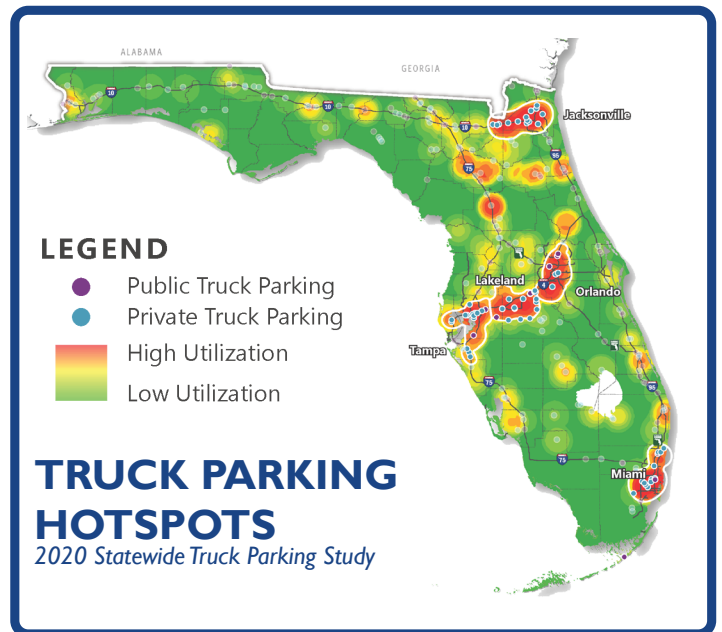 ALABAMA
GEORGIA
10
10
10
Jacksonville
95
75
LEGEND
Public Truck Parking
Private Truck Parking
High Utilization
Low Utilization
Lakeland
4
Orlando
Tampa
75
95
75
Miami
TRUCK PARKING
HOTSPOTS
2020 Statewide Truck Parking Study